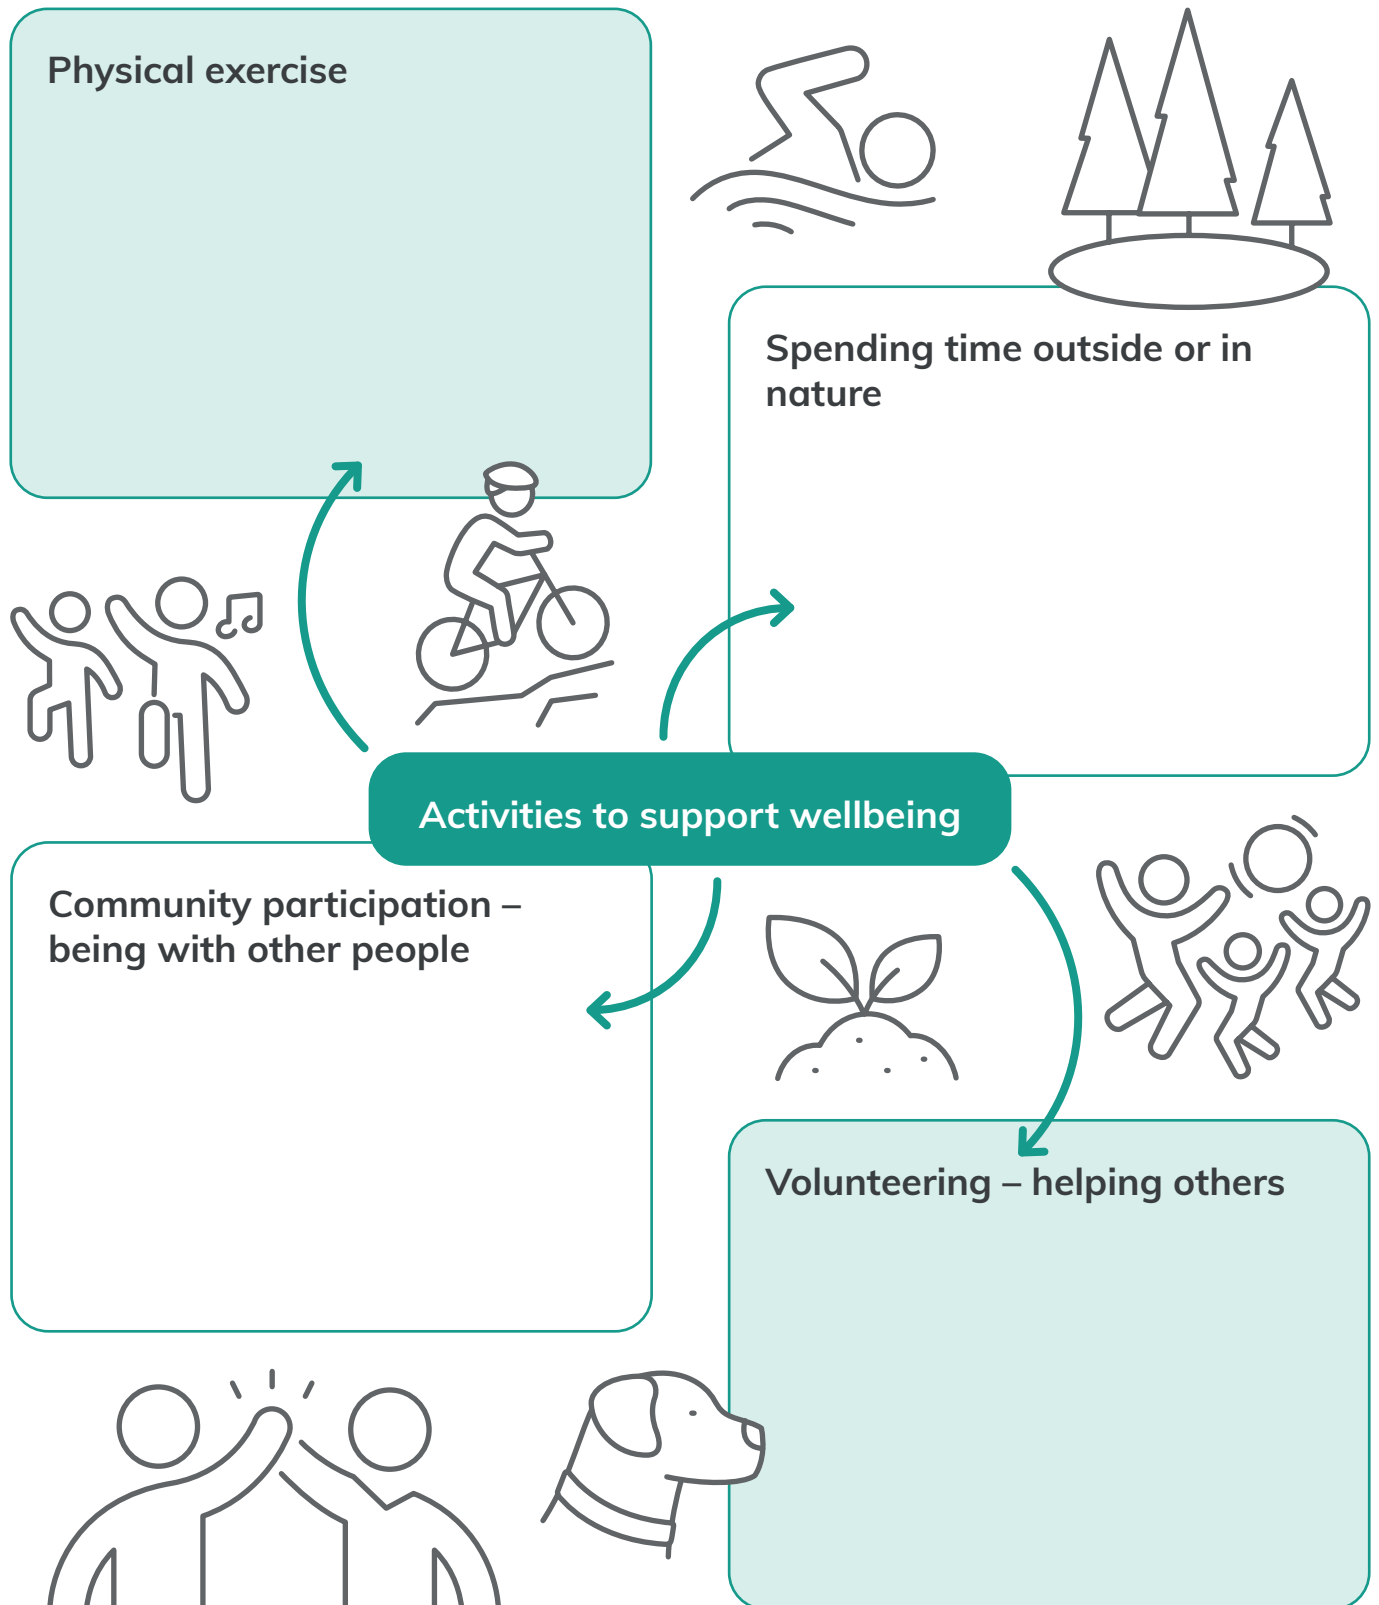 Physical exercise
Spending time outside or in
nature
Activities to support wellbeing
Community participation –
being with other people
Volunteering – helping others